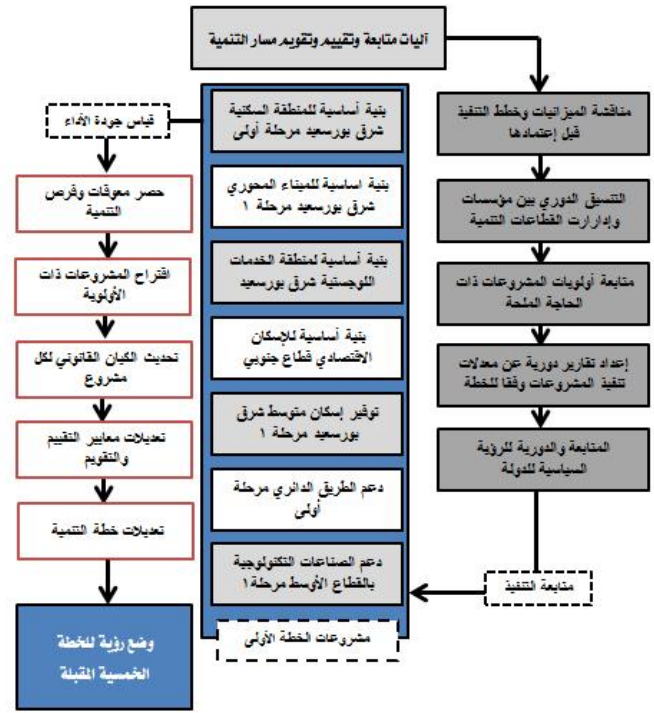 آليات متابعة وتقييم وتقويم مسار التنمية
مناقشة الميزانيات وخطط التنفيذ
قبل إعتمادها
التنسيق الدوري بين مؤسسات
وإدارارت القطاعات التنمية
متابعة أولويات المشروعات ذات
الحاجة الملحة
إعداد تقارير دورية عن معدلات
تنفيذ المشروعات وفقا للخطة
المتابعة والدورية للرؤية
السياسية للدولة
متابعة التنفيذ
بنية أساسية للمنطقة السكنية
شرق بورسعيد مرحلة أولى
بنية اساسية للميناء المحوري
شرق بورسعيد مرحلة ١
بنية أساسية لمنطقة الخدمات
اللوجستية شرق بورسعيد
بنية أساسية للإسكان
الاقتصادي قطاع جنوبي
توفير إسكان متوسط شرق
بورسعيد مرحلة ١
دعم الطريق الدائري مرحلة
أولى
دعم الصناعات التكنولوجية
بالقطاع الأوسط مرحلة١
مشروعات الخطة الأولى
قياس جودة الأداء
حصر معوقات وفرص
التنمية
اقتراح المشروعات ذات
الأولوية
تحديث الكيان القانوني لكل
مشروع
تعديلات معايير التقييم
والتقويم
تعديلات خطة التنمية
وضع رؤية للخطة
الخمسية المقبلة